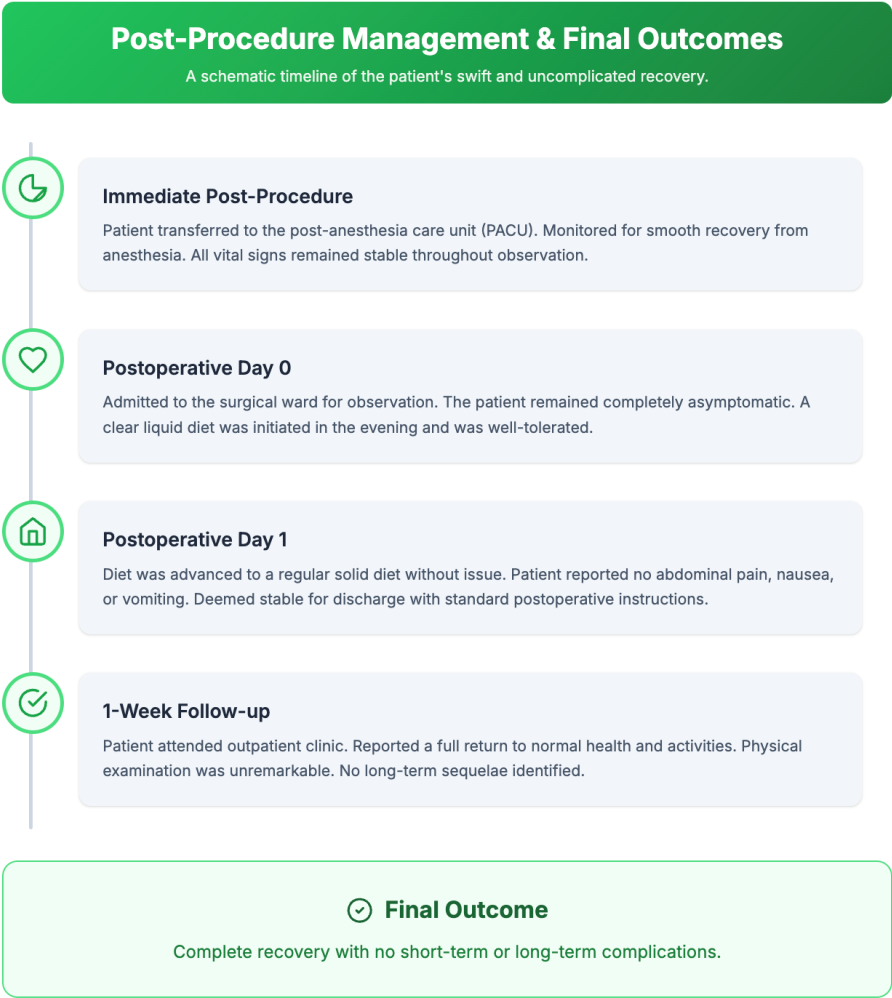 Post-Procedure Management & Final Outcomes
A schematic timeline of the patient's swift and uncomplicated recovery.
Immediate Post-Procedure
Patient transferred to the post-anesthesia care unit (PACU). Monitored for smooth recovery from
anesthesia. All vital signs remained stable throughout observation.
Postoperative Day 0
Admitted to the surgical ward for observation. The patient remained completely asymptomatic. A
clear liquid diet was initiated in the evening and was well-tolerated.
Postoperative Day 1
Diet was advanced to a regular solid diet without issue. Patient reported no abdominal pain, nausea,
or vomiting. Deemed stable for discharge with standard postoperative instructions.
1-Week Follow-up
Patient attended outpatient clinic. Reported a full return to normal health and activities. Physical
examination was unremarkable. No long-term sequelae identified.
Final Outcome
Complete recovery with no short-term or long-term complications.